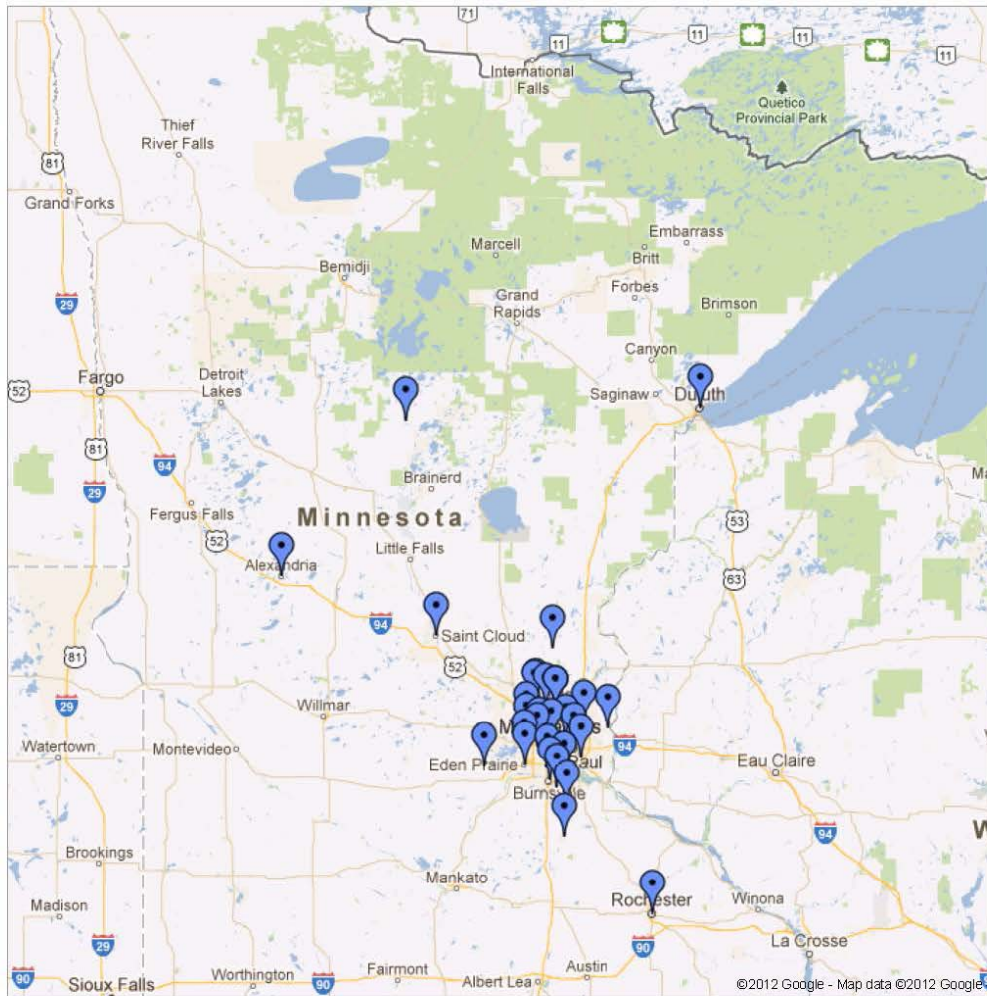 71
11
11
11
11
International
Falls
Quetico
Provincial Park
Thief
River Falls
81
Grand Forks
Embarrass
Marcell
Britt
Bemidji
Forbes
29
Grand
Rapids
Brimson
Canyon
Fargo
Detroit
Lakes
52
Saginaw
Duluth
Brainerd
81
94
29
Fergus Falls
Minnesota
53
52
Little Falls
Alexandria
63
94
Saint Cloud
81
52
29
Willmar
Watertown
Montevideo
94
Eden Prairie
Paul
Eau Claire
Burnsville
94
W
Brookings
Mankato
Madison
Rochester
Winona
29
90
La Crosse
90
Sioux Falls
Worthington
90
Fairmont
Albert Lea
Austin
90
©2012 Google - Map data ©2012 Google